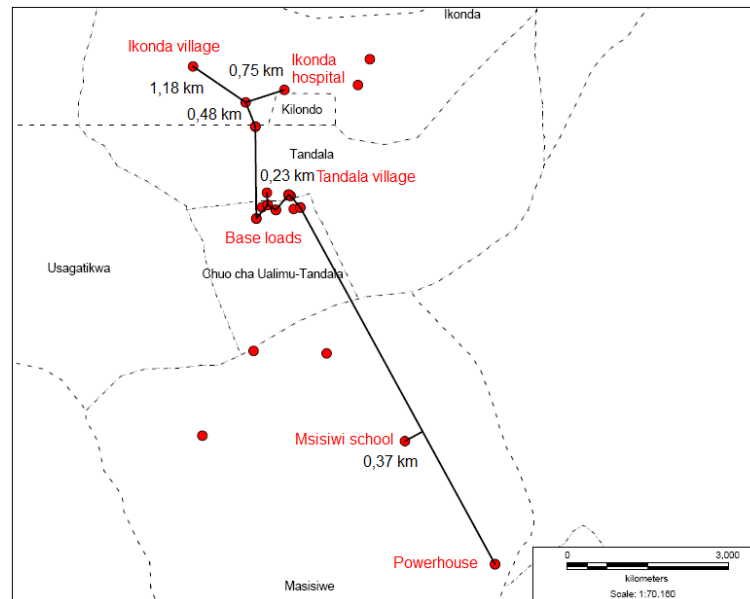 Ikonda
Ikonda village
0,75 km
Ikonda
hospital
1,18 km
0,48 km
Kilondo
Tandala
0,23 km
Tandala village
Base loads
Usagatikwa
Chuo cha Ualimu-Tandala
Msisiwi school
0,37 km
Powerhouse
Masisiwe
0
3,000
kilometers
Scale: 1:70.160